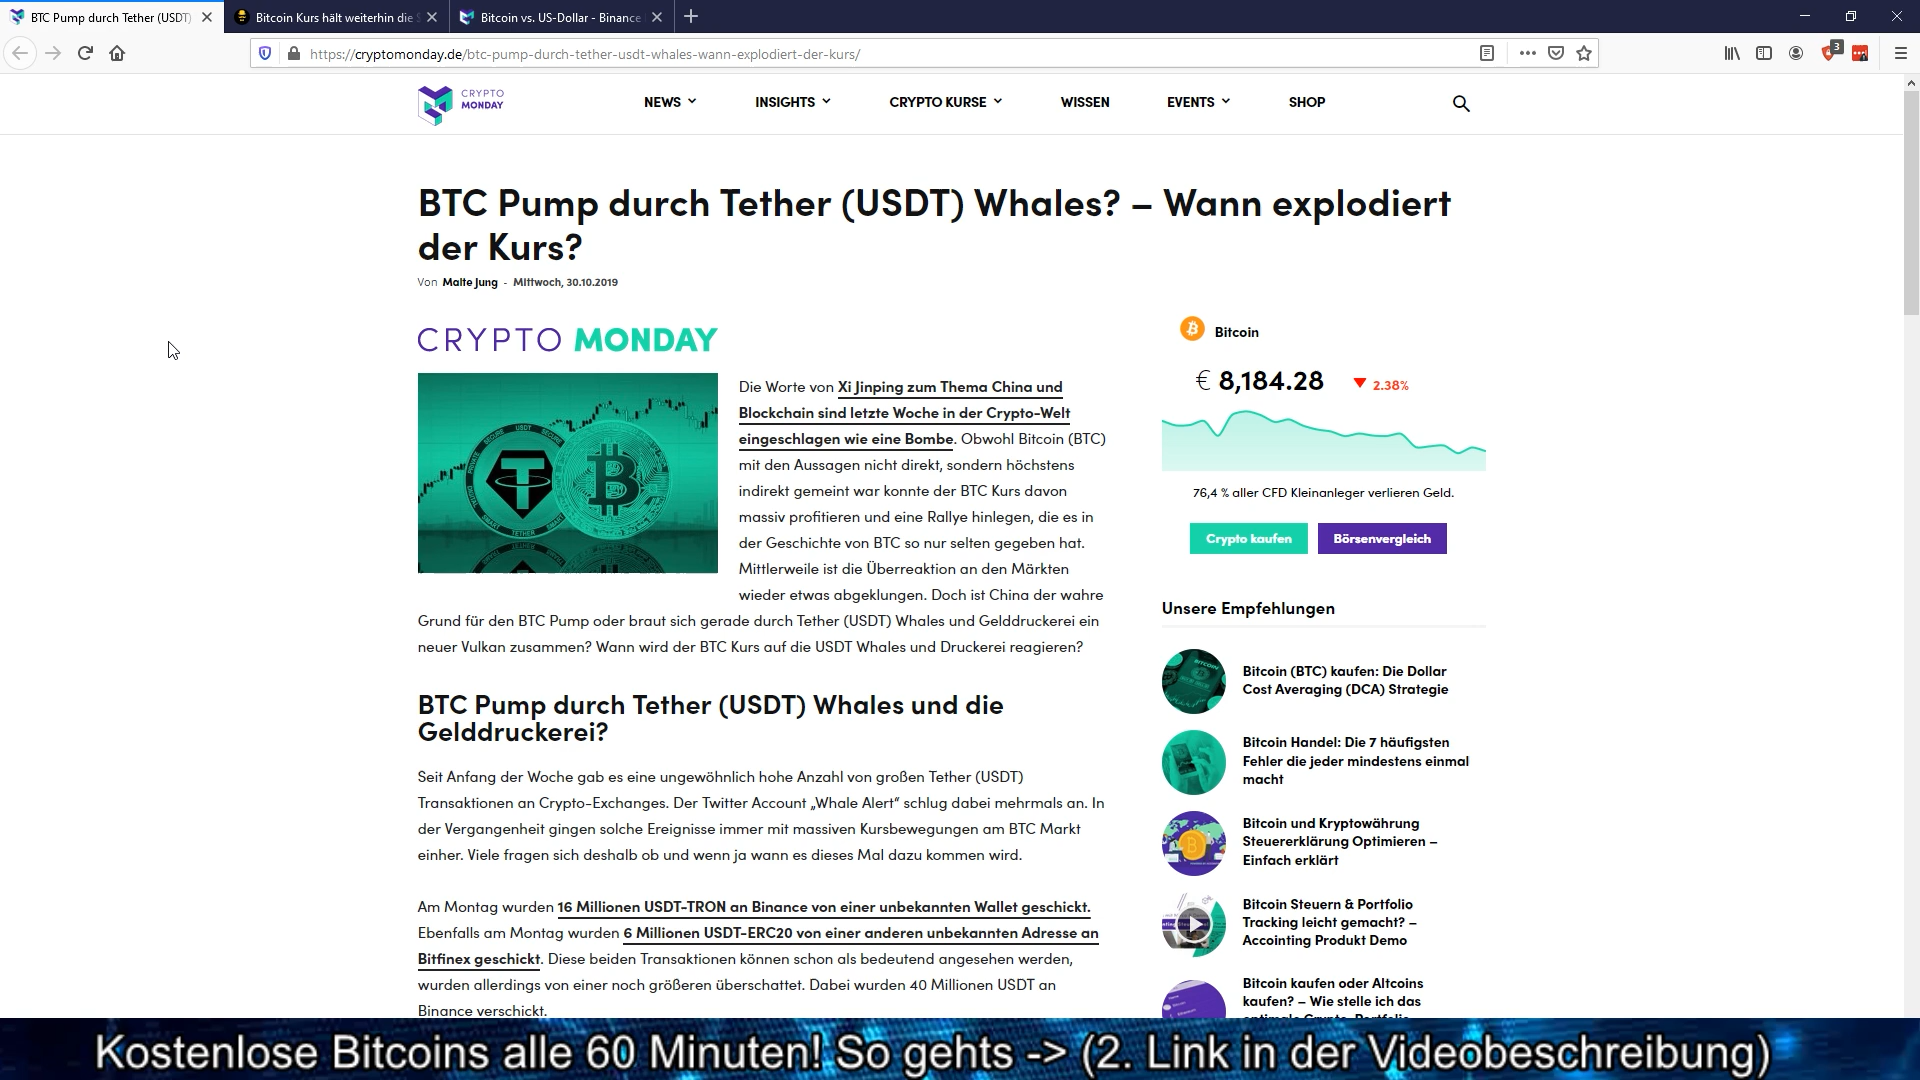 BTC Pump durch Tether (USDT)
Bitcoin Kurs hält weiterhin die
Bitcoin vs. US-Dollar - Binance
https://cryptomonday.de/btc-pump-durch-tether-usdt-whales-wann-explodiert-der-kurs/
3
CRYPTO
MONDAY
NEWS
INSIGHTS
CRYPTO KURSE
WISSEN
EVENTS
SHOP
BTC Pump durch Tether (USDT) Whales? – Wann explodiert
der Kurs?
Von Malte Jung - Mittwoch, 30.10.2019
CRYPTO MONDAY
Die Worte von Xi Jinping zum Thema China und
Blockchain sind letzte Woche in der Crypto-Welt
eingeschlagen wie eine Bombe. Obwohl Bitcoin (BTC)
mit den Aussagen nicht direkt, sondern höchstens
indirekt gemeint war konnte der BTC Kurs davon
massiv profitieren und eine Rallye hinlegen, die es in
der Geschichte von BTC so nur selten gegeben hat.
Mittlerweile ist die Überreaktion an den Märkten
wieder etwas abgeklungen. Doch ist China der wahre
Grund für den BTC Pump oder braut sich gerade durch Tether (USDT) Whales und Gelddruckerei ein
neuer Vulkan zusammen? Wann wird der BTC Kurs auf die USDT Whales und Druckerei reagieren?
BTC Pump durch Tether (USDT) Whales und die
Gelddruckerei?
Seit Anfang der Woche gab es eine ungewöhnlich hohe Anzahl von großen Tether (USDT)
Transaktionen an Crypto-Exchanges. Der Twitter Account „Whale Alert“ schlug dabei mehrmals an. In
der Vergangenheit gingen solche Ereignisse immer mit massiven Kursbewegungen am BTC Markt
einher. Viele fragen sich deshalb ob und wenn ja wann es dieses Mal dazu kommen wird.
Am Montag wurden 16 Millionen USDT-TRON an Binance von einer unbekannten Wallet geschickt.
Ebenfalls am Montag wurden 6 Millionen USDT-ERC20 von einer anderen unbekannten Adresse an
Bitfinex geschickt. Diese beiden Transaktionen können schon als bedeutend angesehen werden,
wurden allerdings von einer noch größeren überschattet. Dabei wurden 40 Millionen USDT an
Binance verschickt.
Bitcoin
€ 8,184.28 2.38%
76,4 % aller CFD Kleinanleger verlieren Geld.
Crypto kaufen
Börsenvergleich
Unsere Empfehlungen
Bitcoin (BTC) kaufen: Die Dollar
Cost Averaging (DCA) Strategie
Bitcoin Handel: Die 7 häufigsten
Fehler die jeder mindestens einmal
macht
Bitcoin und Kryptowährung
Steuererklärung Optimieren –
Einfach erklärt
Bitcoin Steuern & Portfolio
Tracking leicht gemacht? –
Accointing Produkt Demo
Bitcoin kaufen oder Altcoins
kaufen? – Wie stelle ich das
optimale Crypto-Portfolio
Kostenlose Bitcoins alle 60 Minuten! So gehts -> (2. Link in der Videobeschreibung)